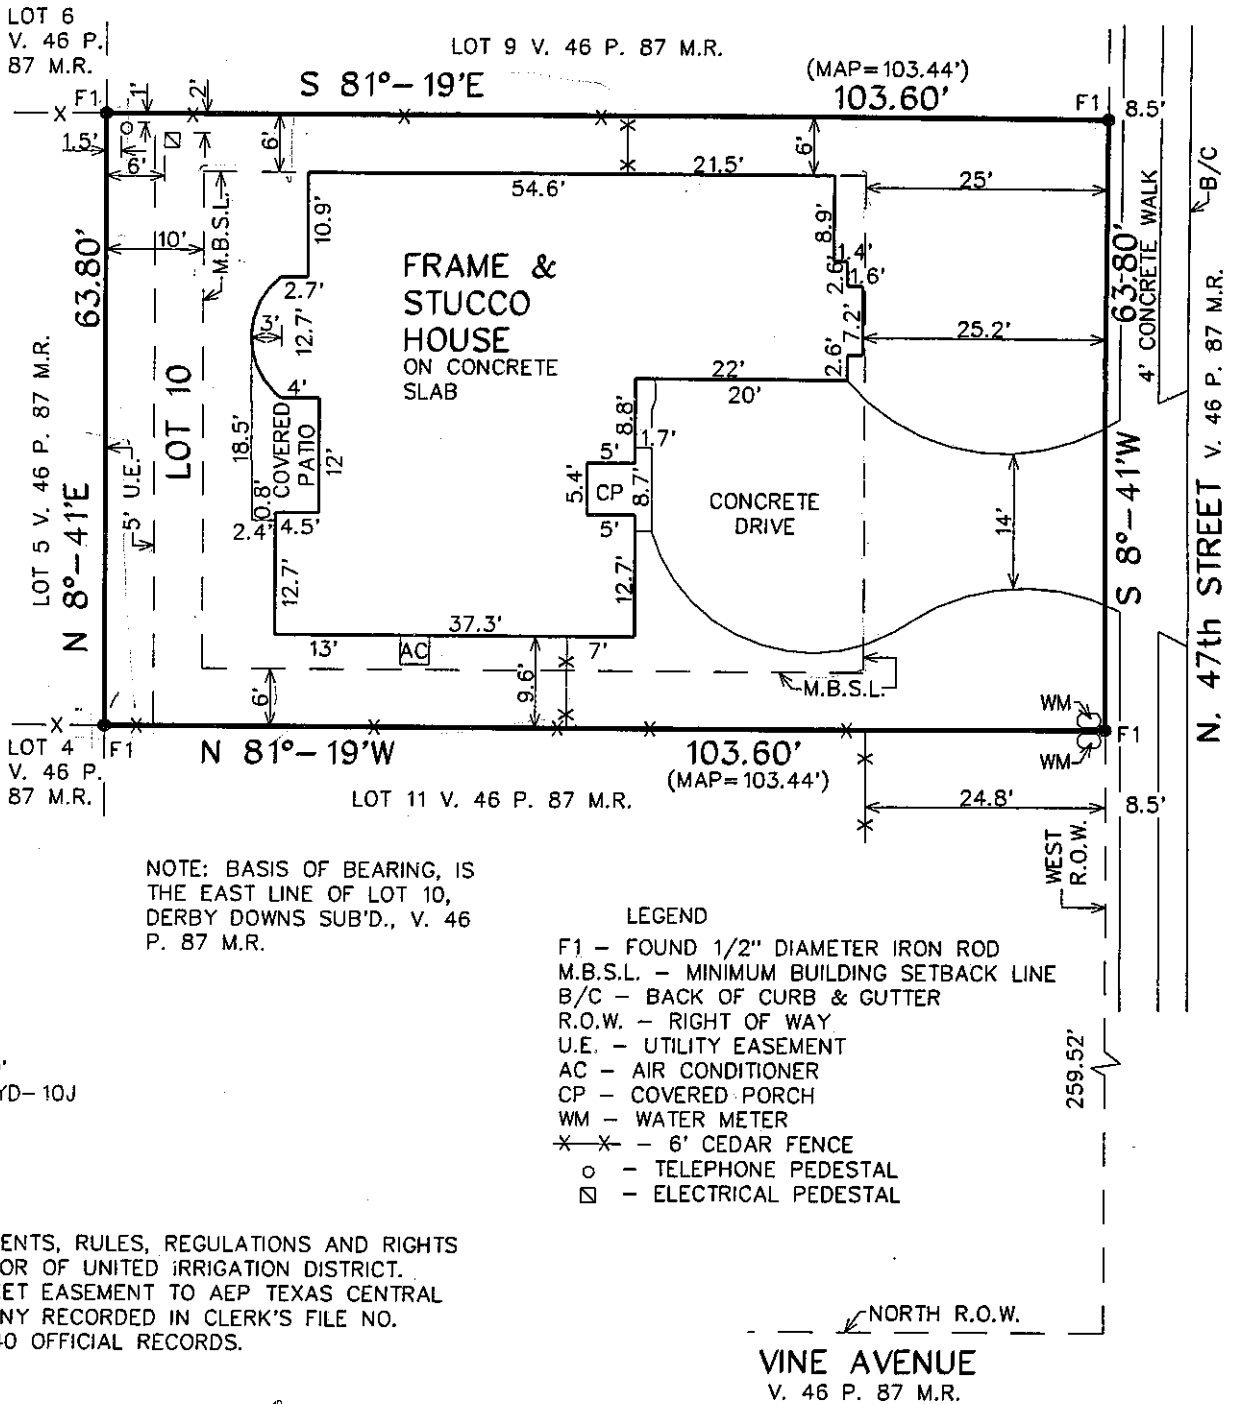 LOT 6
V. 46 P.
87 M.R.
LOT 9 V. 46 P. 87 M.R.
S 81°-19'E
(MAP=103.44')
103.60'
F1
F1
8.5'
1'
2'
1.5'
6'
6'
6'
21.5'
54.6'
25'
B/C
10'
M.B.S.L.
10.9'
8.9'
1.4'
2.6'
1.6'
7.2'
2.6'
25.2'
63.80'
63.80'
4' CONCRETE WALK
FRAME &
STUCCO
HOUSE
ON CONCRETE
SLAB
2.7'
3'
12.7'
4'
18.5'
COVERED
PATIO
12'
0.8'
2.4'
4.5'
12.7'
22'
20'
8.8'
1.7'
5'
5.4'
CP
8.7'
5'
12.7'
CONCRETE
DRIVE
14'
LOT 10
5' U.E.
LOT 5 V. 46 P. 87 M.R.
N 8°-41'E
S 8°-41'W
N. 47th STREET V. 46 P. 87 M.R.
37.3'
13'
AC
7'
6'
9.6'
M.B.S.L.
WM
F1
WM
F1
LOT 4
V. 46 P.
87 M.R.
N 81°-19'W
103.60'
(MAP=103.44')
LOT 11 V. 46 P. 87 M.R.
24.8'
8.5'
WEST
R.O.W.
NOTE: BASIS OF BEARING, IS
THE EAST LINE OF LOT 10,
DERBY DOWNS SUB'D., V. 46
P. 87 M.R.
LEGEND
F1 - FOUND 1/2" DIAMETER IRON ROD
M.B.S.L. - MINIMUM BUILDING SETBACK LINE
B/C - BACK OF CURB & GUTTER
R.O.W. - RIGHT OF WAY
U.E. - UTILITY EASEMENT
AC - AIR CONDITIONER
CP - COVERED PORCH
WM - WATER METER
X X - 6' CEDAR FENCE
- TELEPHONE PEDESTAL
- ELECTRICAL PEDESTAL
259.52'
YD-10J
ENTS, RULES, REGULATIONS AND RIGHTS
OR OF UNITED IRRIGATION DISTRICT.
ET EASEMENT TO AEP TEXAS CENTRAL
NY RECORDED IN CLERK'S FILE NO.
40 OFFICIAL RECORDS.
NORTH R.O.W.
VINE AVENUE
V. 46 P. 87 M.R.